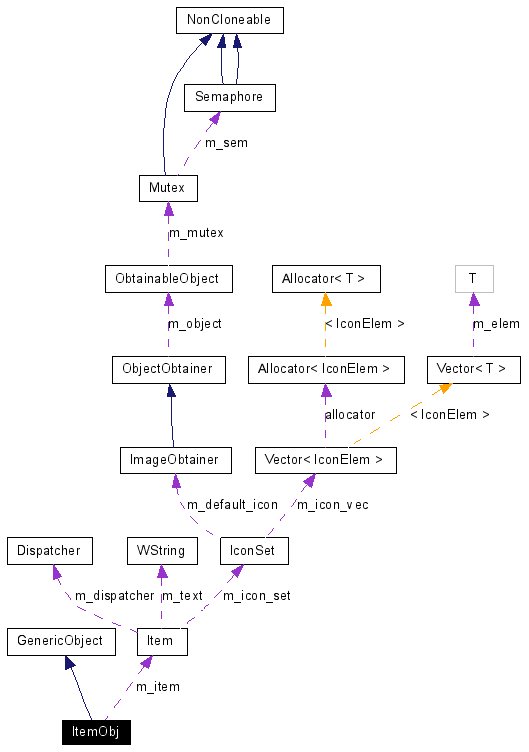 NonCloneable
Semaphore
m_sem
Mutex
m_mutex
ObtainableObject
Allocator< T >
T
m_object
< IconElem >
m_elem
ObjectObtainer
Allocator< IconElem >
Vector< T >
allocator
< IconElem >
ImageObtainer
Vector< IconElem >
m_default_icon
m_icon_vec
Dispatcher
WString
IconSet
m_dispatcher
m_text
m_icon_set
GenericObject
Item
m_item
ItemObj